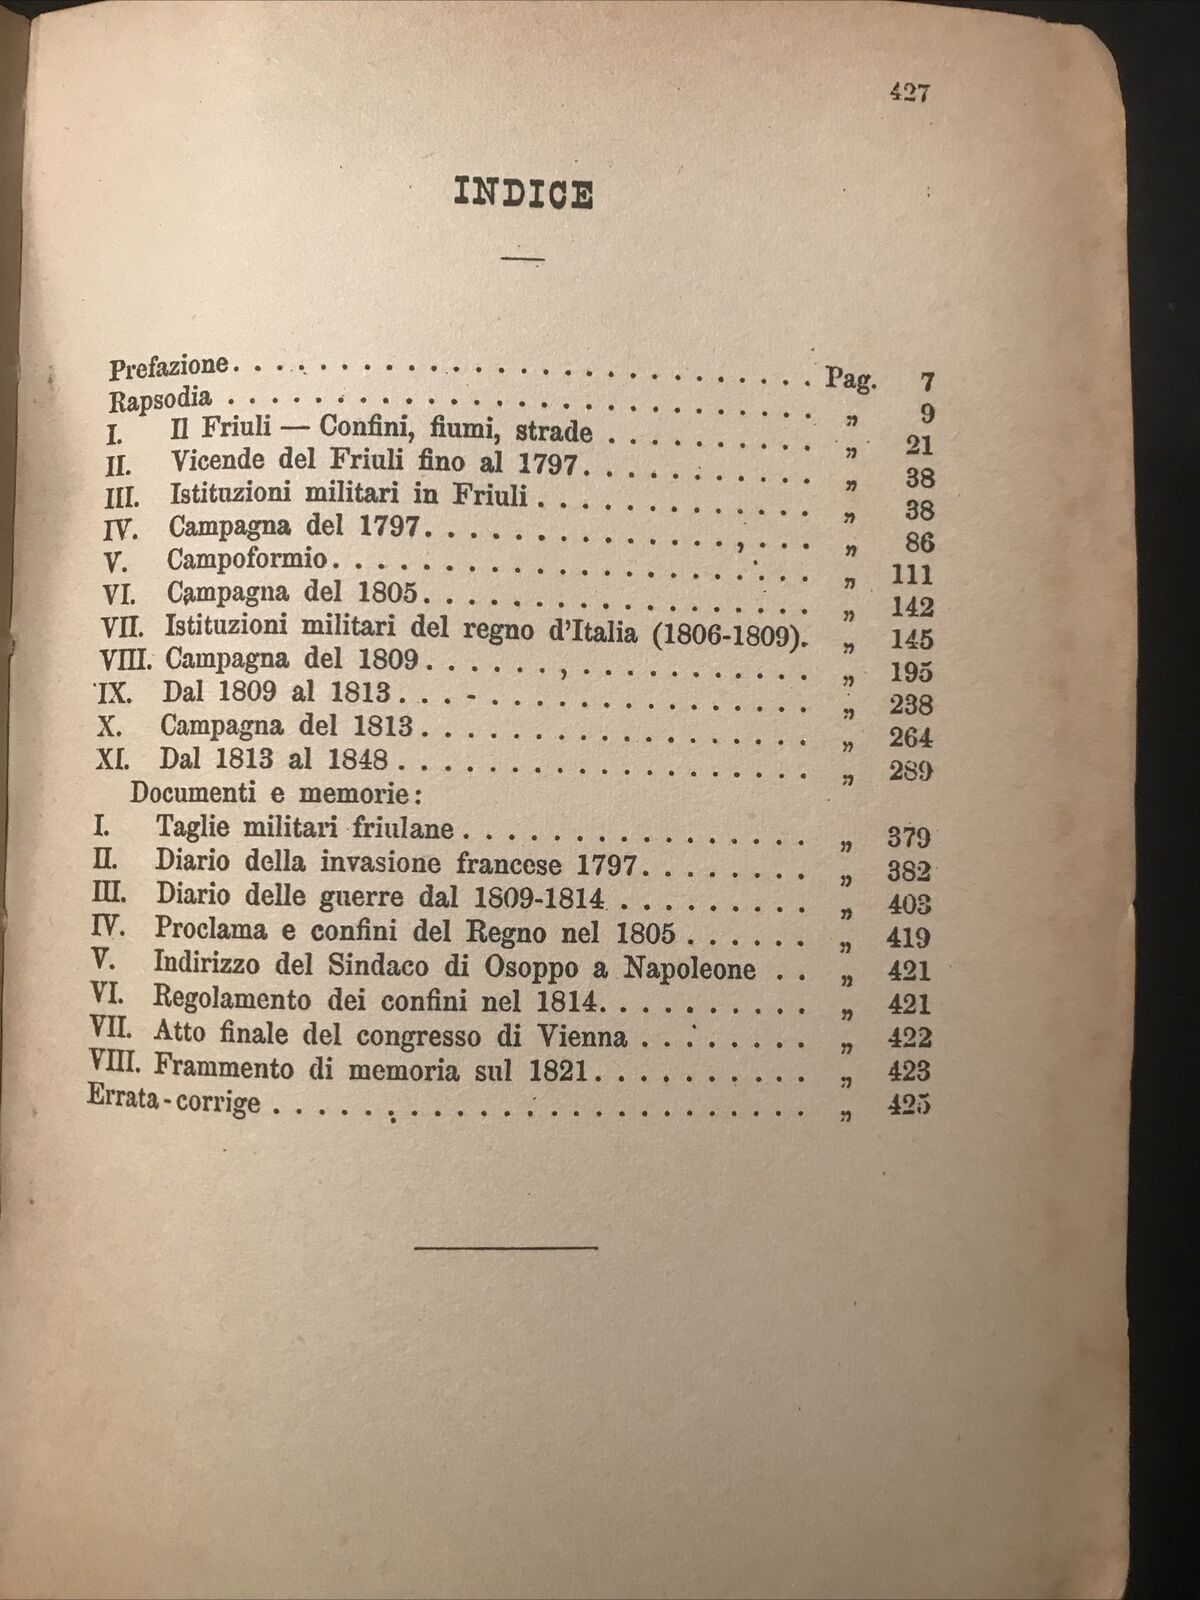 427
INDICE
Prefazione . . . . . . . . . . . . . . . . . . . . . . . . . Pag. 7
Rapsodia . . . . . . . . . . . . . . . . . . . . . . . . . „ 9
I. Il Friuli — Confini, fiumi, strade . . . . . . . . . „ 21
II. Vicende del Friuli fino al 1797. . . . . . . . . . „ 38
III. Istituzioni militari in Friuli . . . . . . . . . . . . „ 38
IV. Campagna del 1797. . . . . . . . . . . . . . . . . „ 86
V. Campoformio . . . . . . . . . . . . . . . . . . . . . „ 111
VI. Campagna del 1805. . . . . . . . . . . . . . . . . „ 142
VII. Istituzioni militari del regno d'Italia (1806-1809). „ 145
VIII. Campagna del 1809 . . . . . . . . . . . . . . . . . „ 195
IX. Dal 1809 al 1813 . . . . . . . . . . . . . . . . . . „ 238
X. Campagna del 1813 . . . . . . . . . . . . . . . . . „ 264
XI. Dal 1813 al 1848 . . . . . . . . . . . . . . . . . . „ 289
Documenti e memorie:
I. Taglie militari friulane . . . . . . . . . . . . . . . „ 379
II. Diario della invasione francese 1797. . . . . . . . „ 382
III. Diario delle guerre dal 1809-1814 . . . . . . . . . „ 403
IV. Proclama e confini del Regno nel 1805 . . . . . . „ 419
V. Indirizzo del Sindaco di Osoppo a Napoleone . . „ 421
VI. Regolamento dei confini nel 1814. . . . . . . . . . „ 421
VII. Atto finale del congresso di Vienna . . . . . . . . „ 422
VIII. Frammento di memoria sul 1821. . . . . . . . . . „ 423
Errata-corrige . . . . . . . . . . . . . . . . . . . . . . . „ 425